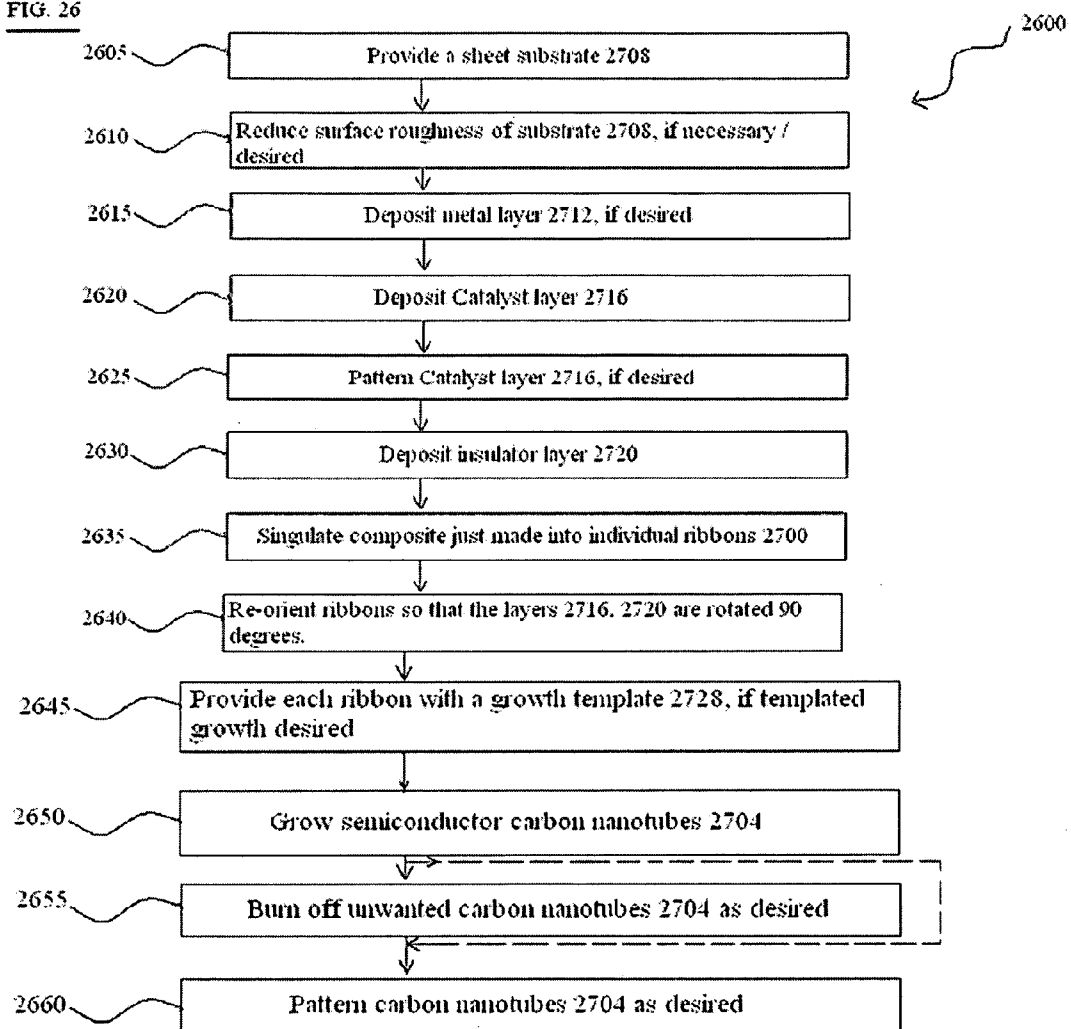 FIG. 26
2600
2605
Provide a sheet substrate 2708
2610
Reduce surface roughness of substrate 2708, if necessary /
desired
2615
Deposit metal layer 2712, if desired
2620
Deposit Catalyst layer 2716
2625
Pattern Catalyst layer 2716, if desired
2630
Deposit insulator layer 2720
2635
Singulate composite just made into individual ribbons 2700
2640
Re-orient ribbons so that the layers 2716. 2720 are rotated 90
degrees.
2645
Provide each ribbon with a growth template 2728, if templated
growth desired
2650
Grow semiconductor carbon nanotubes 2704
2655
Burn off unwanted carbon nanotubes 2704 as desired
2660
Pattern carbon nanotubes 2704 as desired